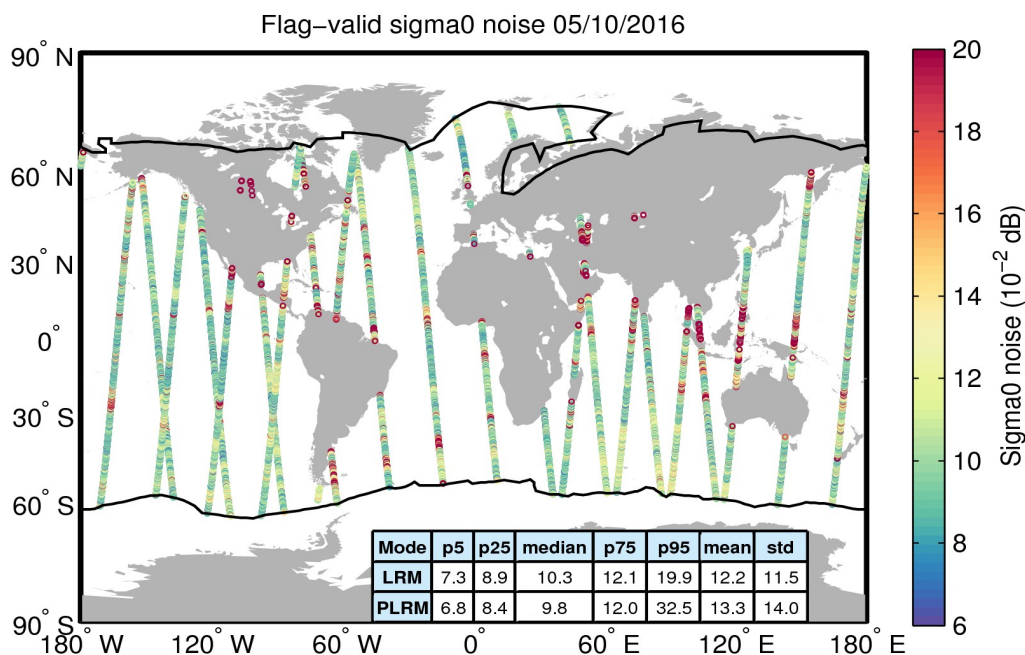 Flag−valid sigma0 noise 05/10/2016
90° N
60° N
30° N
0°
30° S
60° S
90° S
180° W
120° W
60° W
0°
60° E
120° E
180° E
Mode p5 p25 median p75 p95 mean std
LRM 7.3 8.9 10.3 12.1 19.9 12.2 11.5
PLRM 6.8 8.4 9.8 12.0 32.5 13.3 14.0
20
18
16
14
12
10
8
6
Sigma0 noise (10⁻² dB)